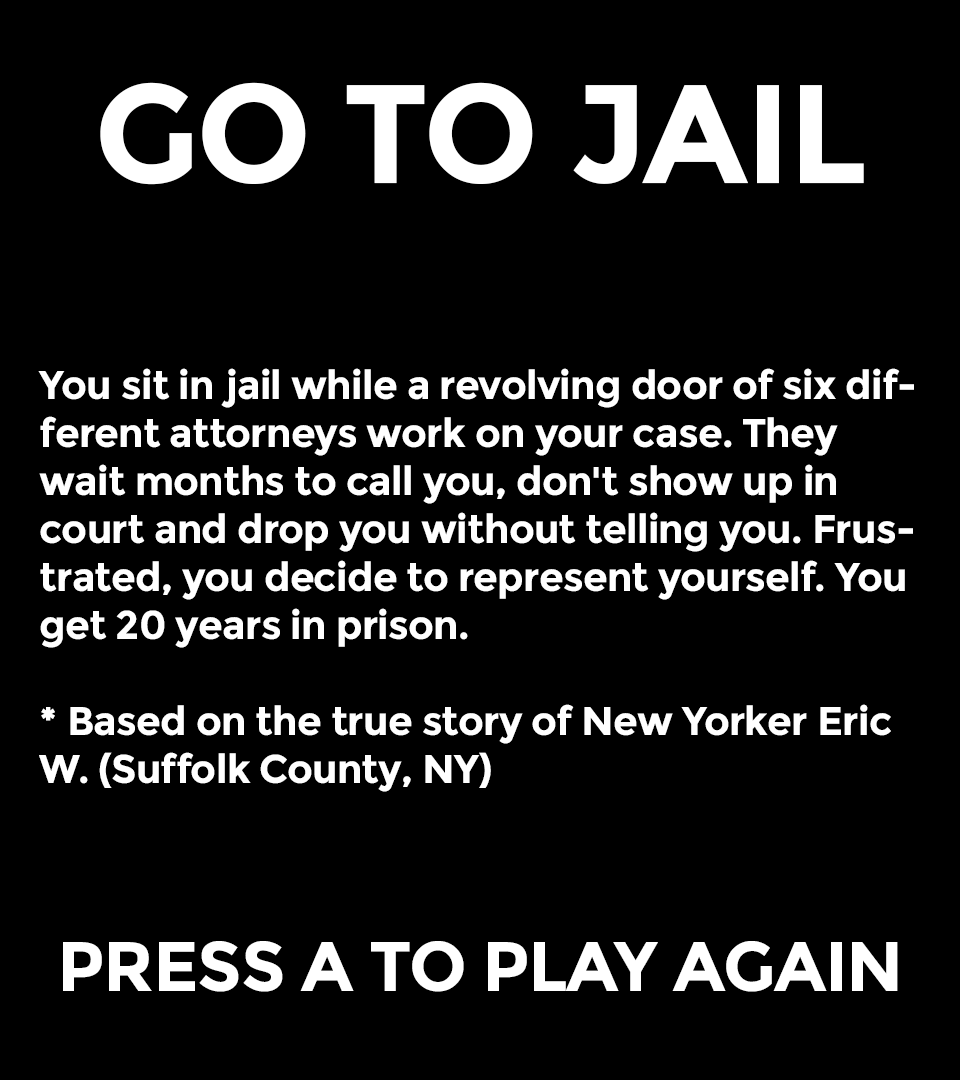 GO TO JAIL
You sit in jail while a revolving door of six dif-
ferent attorneys work on your case. They
wait months to call you, don't show up in
court and drop you without telling you. Frus-
trated, you decide to represent yourself. You
get 20 years in prison.
* Based on the true story of New Yorker Eric
W. (Suffolk County, NY)
PRESS A TO PLAY AGAIN